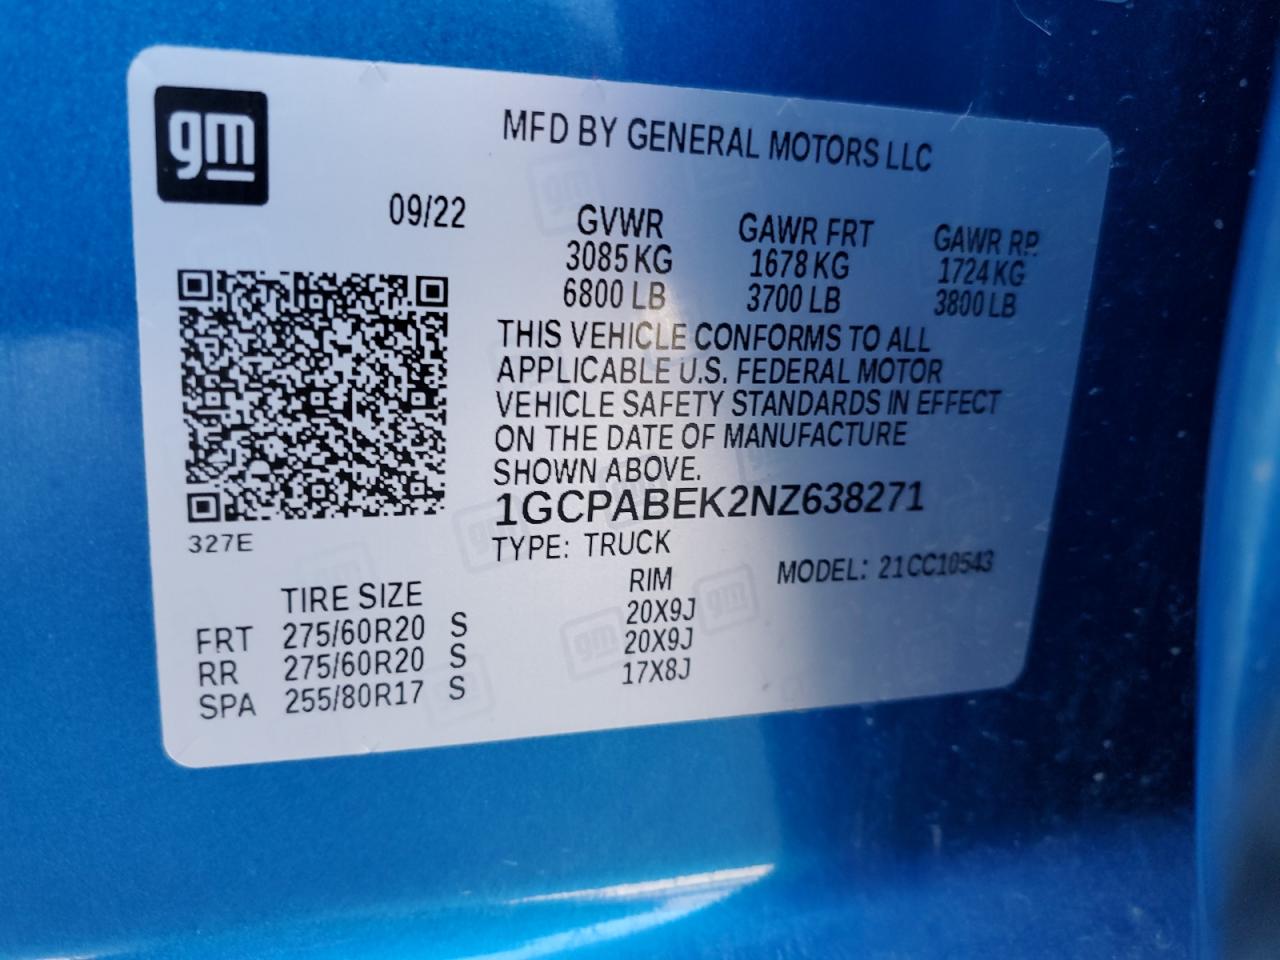 gm
MFD BY GENERAL MOTORS LLC
09/22
GVWR GAWR FRT GAWR RR
3085 KG 1678 KG 1724 KG
6800 LB 3700 LB 3800 LB
THIS VEHICLE CONFORMS TO ALL
APPLICABLE U.S. FEDERAL MOTOR
VEHICLE SAFETY STANDARDS IN EFFECT
ON THE DATE OF MANUFACTURE
SHOWN ABOVE.
1GCPABEK2NZ638271
327E
TYPE: TRUCK
MODEL: 21CC10543
TIRE SIZE RIM
FRT 275/60R20 S 20X9J
RR 275/60R20 S 20X9J
SPA 255/80R17 S 17X8J